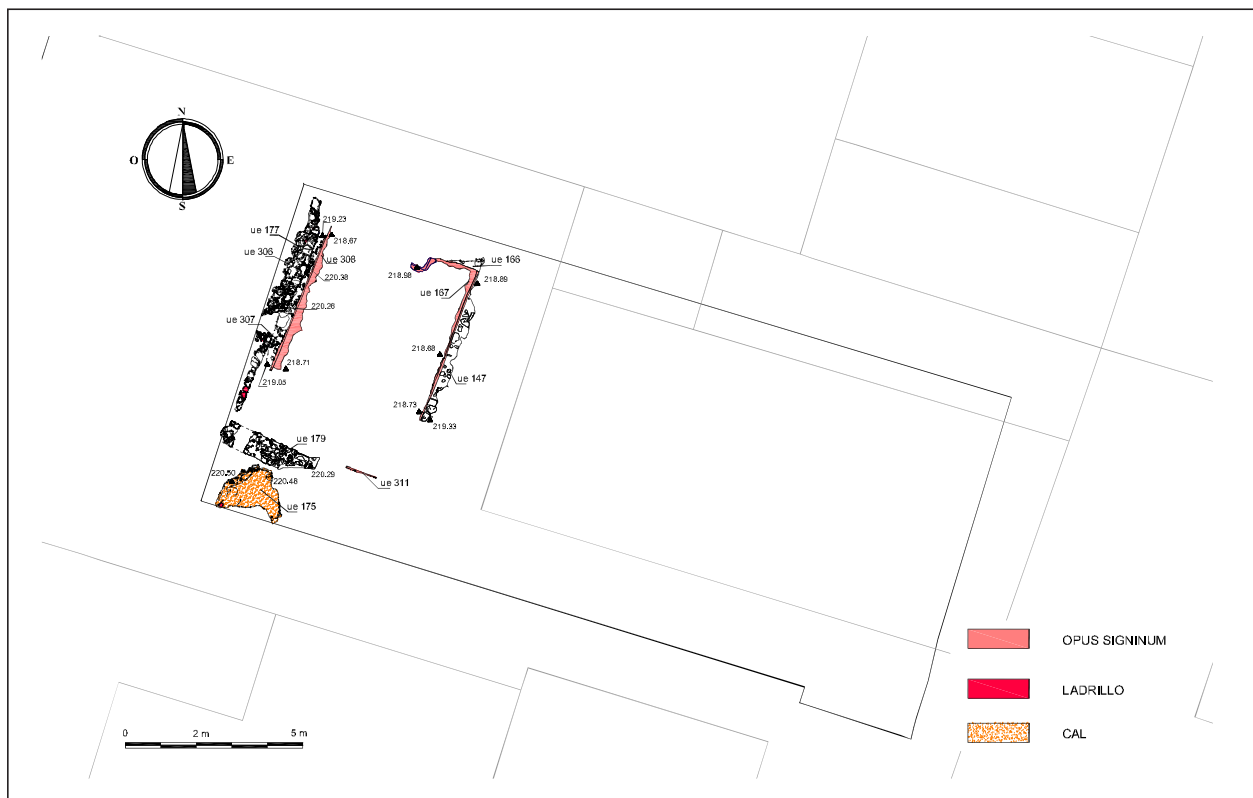 N
O E
S
219.23
ue 177
218.67
ue 306
ue 308
220.38
ue 166
218.98
218.89
ue 167
220.26
ue 307
218.68
218.71
219.05
ue 147
218.73
219.33
ue 179
220.50
220.48
220.29
ue 311
ue 175
OPUS SIGNINUM
LADRILLO
CAL
0 2 m 5 m